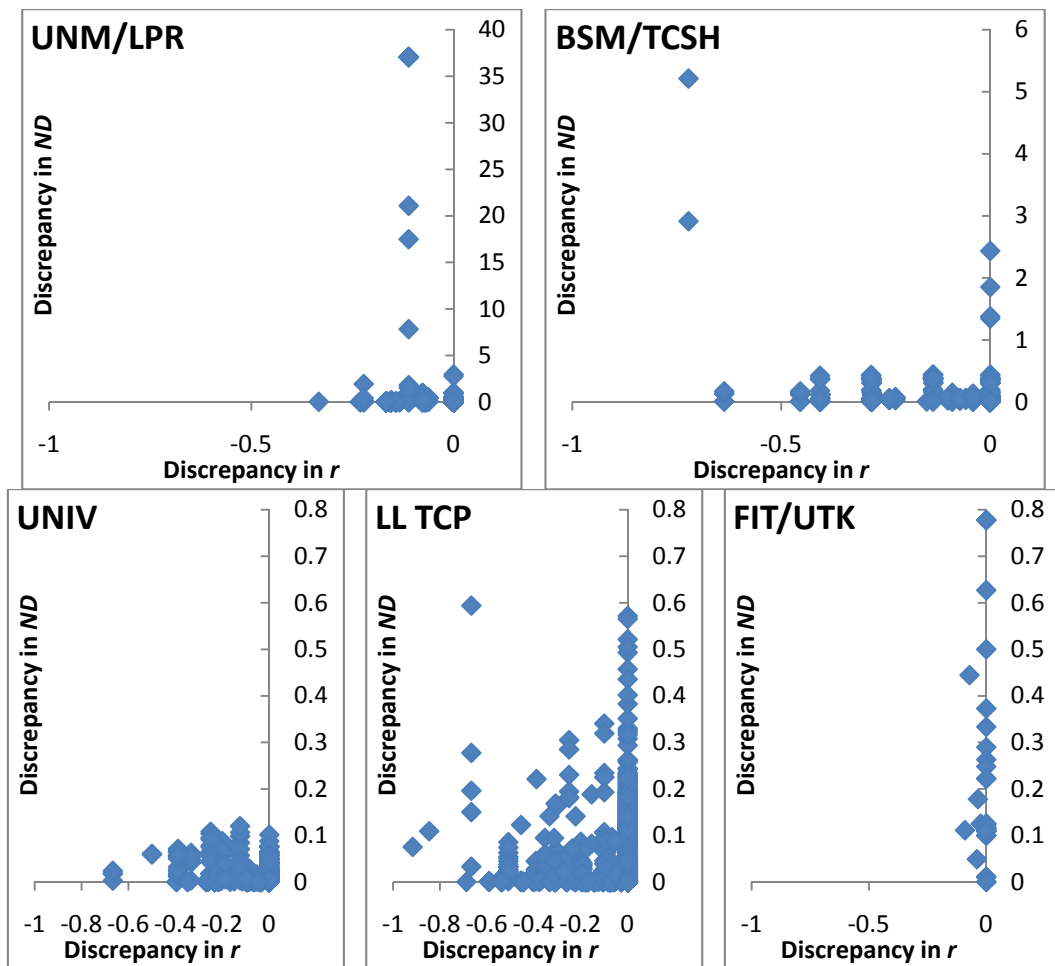 UNM/LPR
Discrepancy in ND
40
35
30
25
20
15
10
5
0
-1
-0.5
0
Discrepancy in r
BSM/TCSH
Discrepancy in ND
6
5
4
3
2
1
0
-1
-0.5
0
Discrepancy in r
UNIV
Discrepancy in ND
0.8
0.7
0.6
0.5
0.4
0.3
0.2
0.1
0
-1 -0.8 -0.6 -0.4 -0.2 0
Discrepancy in r
LL TCP
Discrepancy in ND
0.8
0.7
0.6
0.5
0.4
0.3
0.2
0.1
0
-1 -0.8 -0.6 -0.4 -0.2 0
Discrepancy in r
FIT/UTK
Discrepancy in ND
0.8
0.7
0.6
0.5
0.4
0.3
0.2
0.1
0
-1 -0.5 0
Discrepancy in r